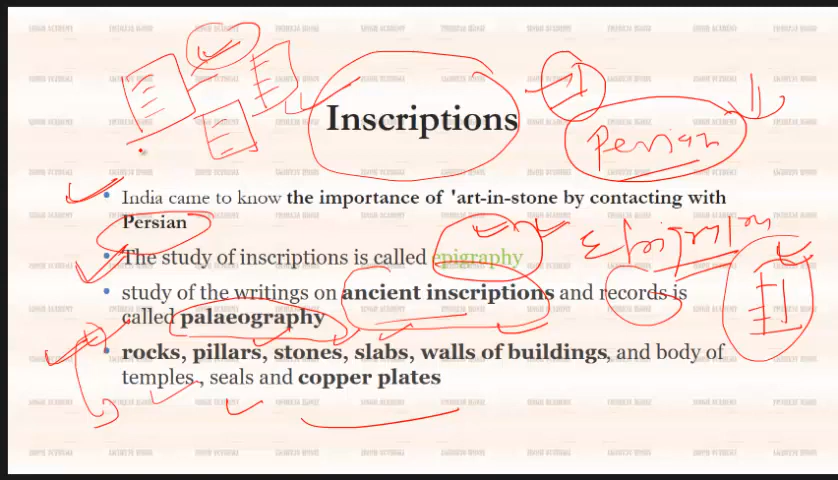 Inscriptions
Persian
India came to know the importance of 'art-in-stone by contacting with
Persian
The study of inscriptions is called epigraphy
study of the writings on ancient inscriptions and records is
called palaeography
rocks, pillars, stones, slabs, walls of buildings, and body of
temples , seals and copper plates